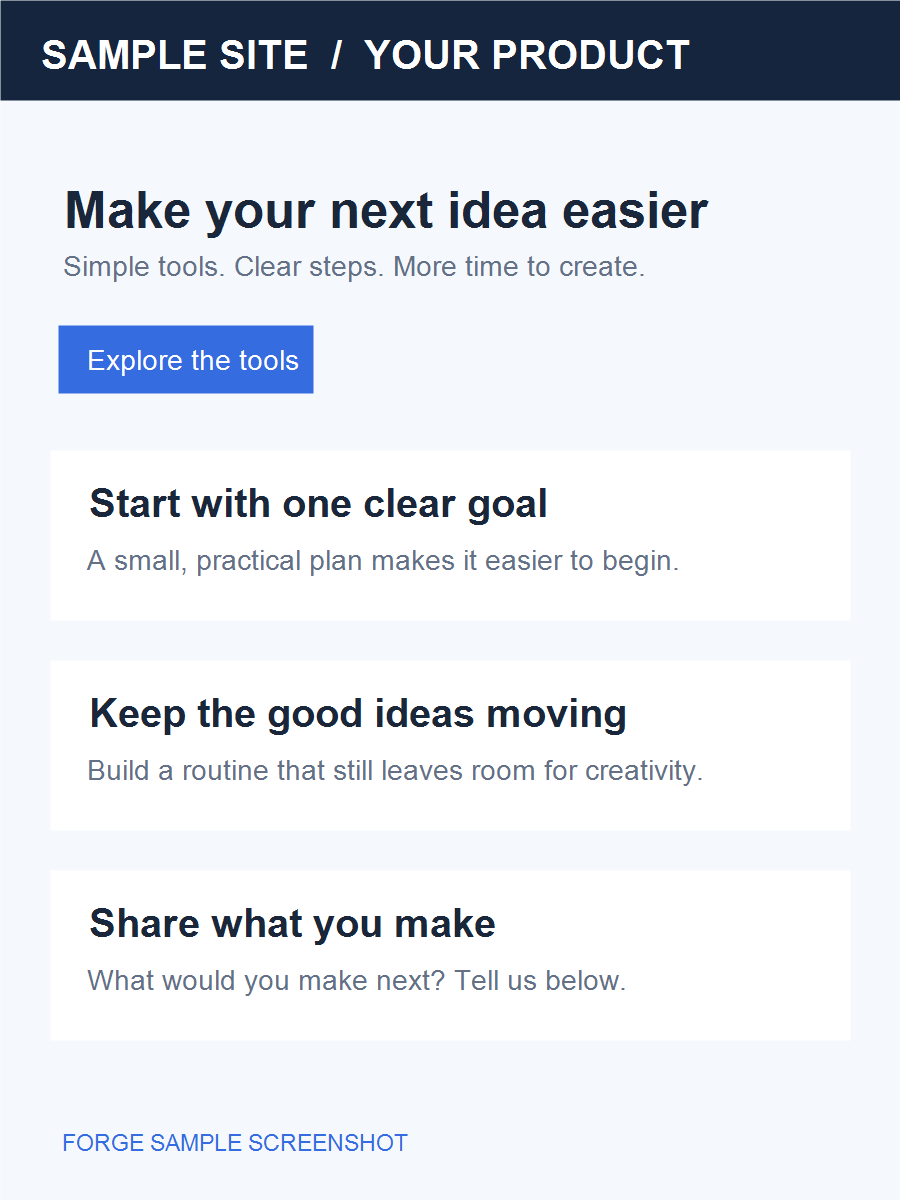 SAMPLE SITE / YOUR PRODUCT
Make your next idea easier
Simple tools. Clear steps. More time to create.
Explore the tools
Start with one clear goal
A small, practical plan makes it easier to begin.
Keep the good ideas moving
Build a routine that still leaves room for creativity.
Share what you make
What would you make next? Tell us below.
FORGE SAMPLE SCREENSHOT